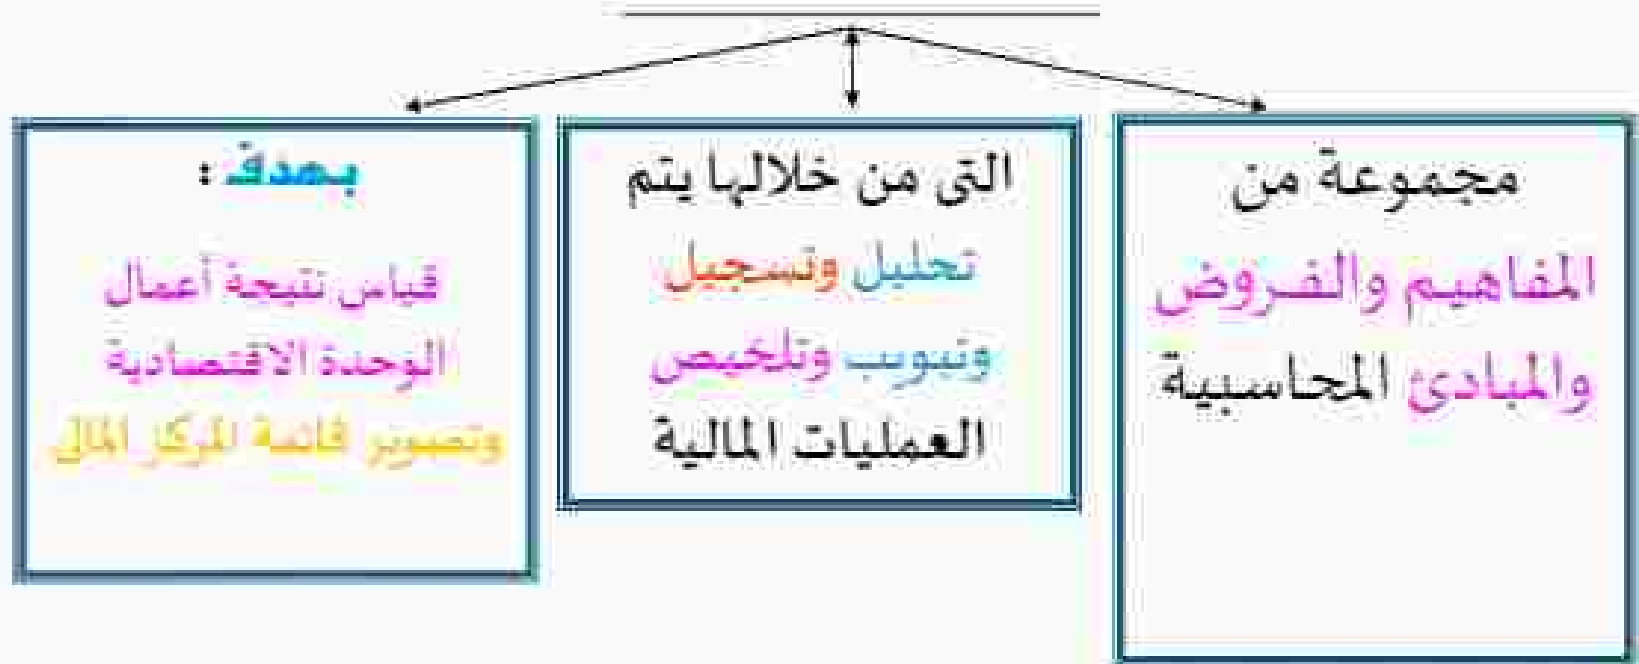 مجموعة من
المفاهيم والفروض
والمبادئ المحاسبية
التى من خلالها يتم
تحليل وتسجيل
وتبويب وتلخيص
العمليات المالية
بهدف :
قياس نتيجة أعمال
الوحدة الاقتصادية
وتصوير قائمة المركز المالى